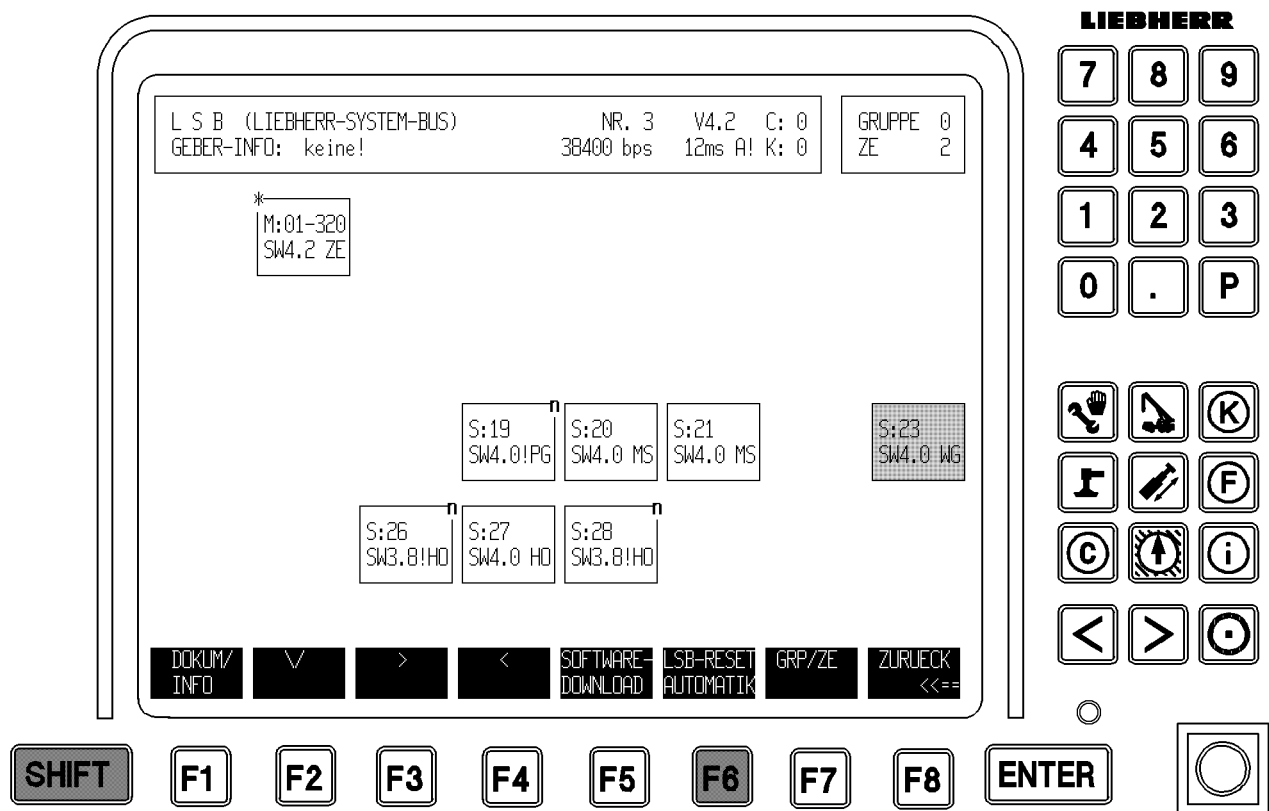 LIEBHERR
L S B (LIEBHERR-SYSTEM-BUS) NR. 3 V4.2 C: 0
GEBER-INFO: keine! 38400 bps 12ms A! K: 0
GRUPPE 0
ZE 2
*
M:01-320
SW4.2 ZE
n
S:19
SW4.0!PG
S:20
SW4.0 MS
S:21
SW4.0 MS
S:23
SW4.0 WG
n
S:26
SW3.8!HO
S:27
SW4.0 HO
n
S:28
SW3.8!HO
DOKUM/
INFO
\/
>
<
SOFTWARE-
DOWNLOAD
LSB-RESET
AUTOMATIK
GRP/ZE
ZURUECK
<<==
7 8 9
4 5 6
1 2 3
0 . P
K
F
C i
< >
SHIFT F1 F2 F3 F4 F5 F6 F7 F8 ENTER